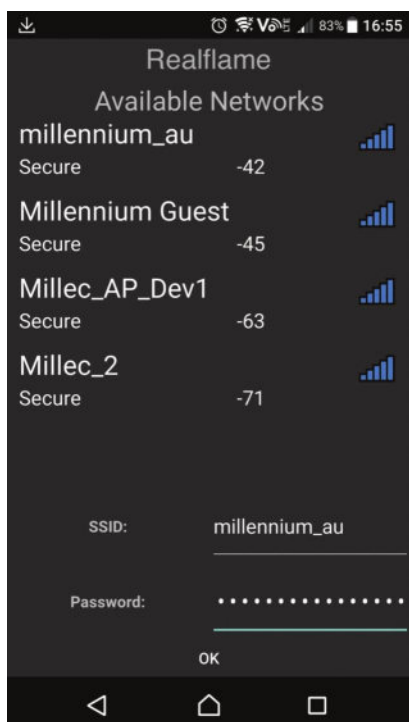 83% 16:55
Realflame
Available Networks
millennium_au
Secure -42
Millennium Guest
Secure -45
Millec_AP_Dev1
Secure -63
Millec_2
Secure -71
SSID: millennium_au
Password: ••••••••••••••••
OK